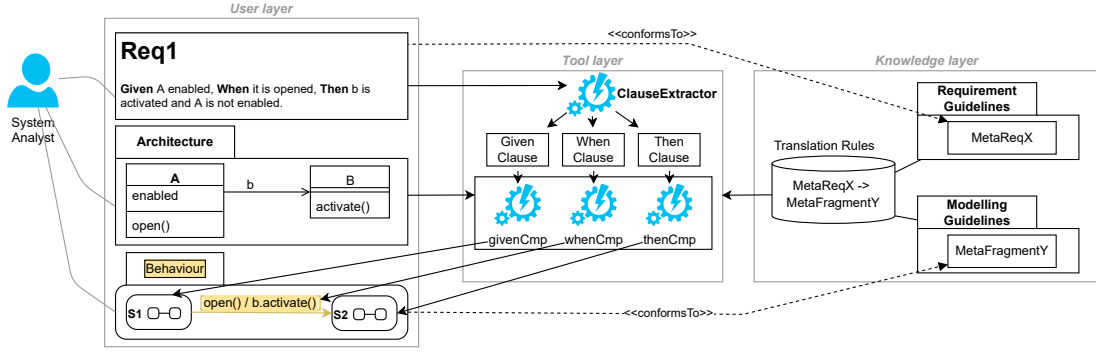 User layer
Req1
Given A enabled, When it is opened, Then b is
activated and A is not enabled.
System
Analyst
Architecture
A
enabled
open()
b
B
activate()
Behaviour
S1
open() / b.activate()
S2
<<conformsTo>>
Tool layer
ClauseExtractor
Given
Clause
When
Clause
Then
Clause
givenCmp
whenCmp
thenCmp
<<conformsTo>>
Knowledge layer
Requirement
Guidelines
MetaReqX
Translation Rules
MetaReqX ->
MetaFragmentY
Modelling
Guidelines
MetaFragmentY